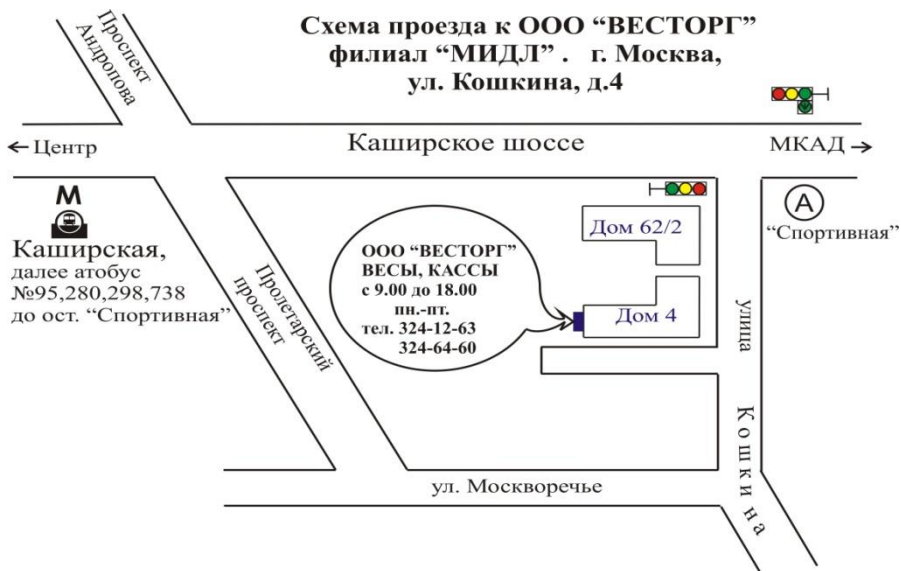 Схема проезда к ООО “ВЕСТОРГ”
филиал “МИДЛ” . г. Москва,
ул. Кошкина, д.4
Проспект
Андропова
← Центр
Каширское шоссе
МКАД →
М
Каширская,
далее атобус
№95,280,298,738
до ост. “Спортивная”
Пролетарский
проспект
ООО “ВЕСТОРГ”
ВЕСЫ, КАССЫ
с 9.00 до 18.00
пн.-пт.
тел. 324-12-63
324-64-60
Дом 62/2
Дом 4
А
“Спортивная”
улица Кошкина
ул. Москворечье